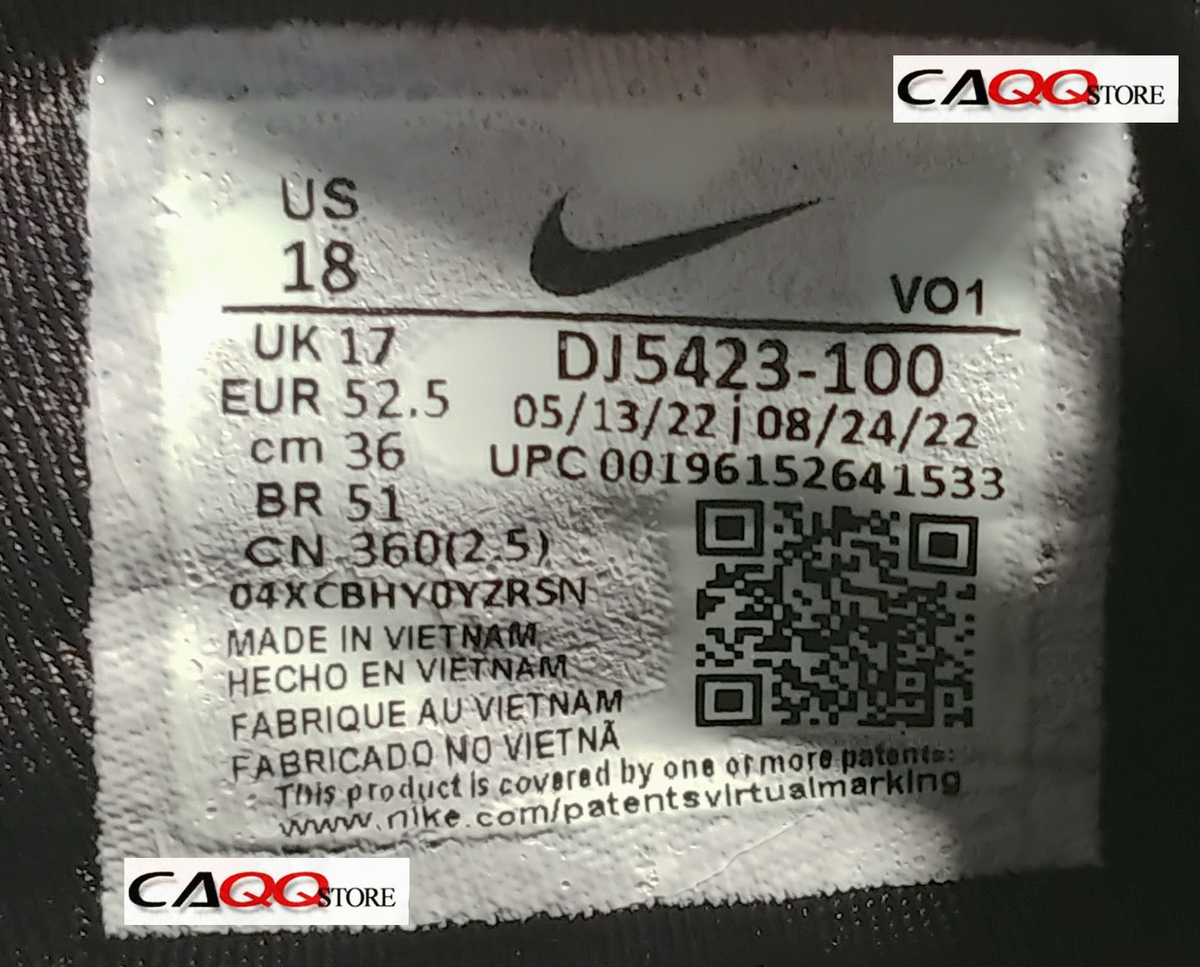 CAQQSTORE
US
18
VO1
UK 17
EUR 52.5
cm 36
BR 51
CN 360(2.5)
DJ5423-100
05/13/22 | 08/24/22
UPC 00196152641533
04XCBHY0YZRSN
MADE IN VIETNAM
HECHO EN VIETNAM
FABRIQUE AU VIETNAM
FABRICADO NO VIETNÃ
This product is covered by one or more patents:
www.nike.com/patentsvirtualmarking
CAQQSTORE